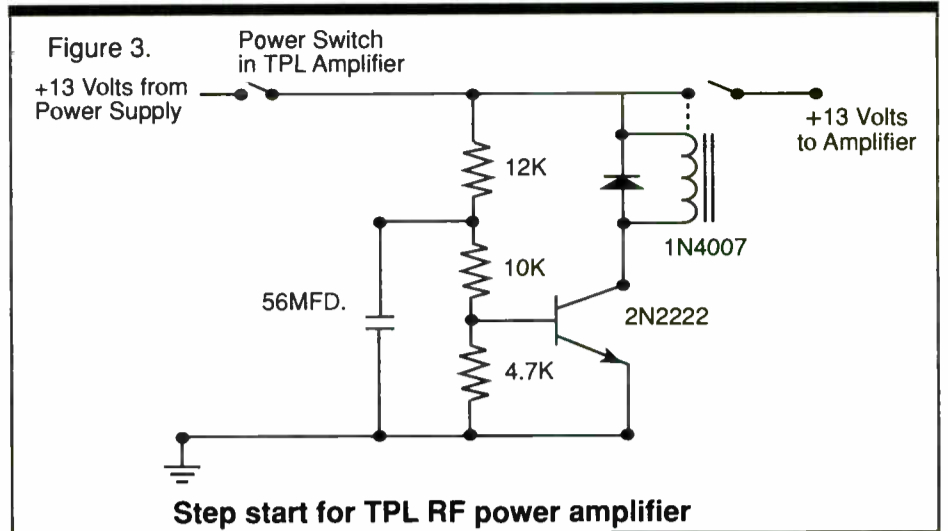 Figure 3.
Power Switch
in TPL Amplifier
+13 Volts from
Power Supply
+13 Volts
to Amplifier
12K
1N4007
10K
56MFD.
2N2222
4.7K
Step start for TPL RF power amplifier